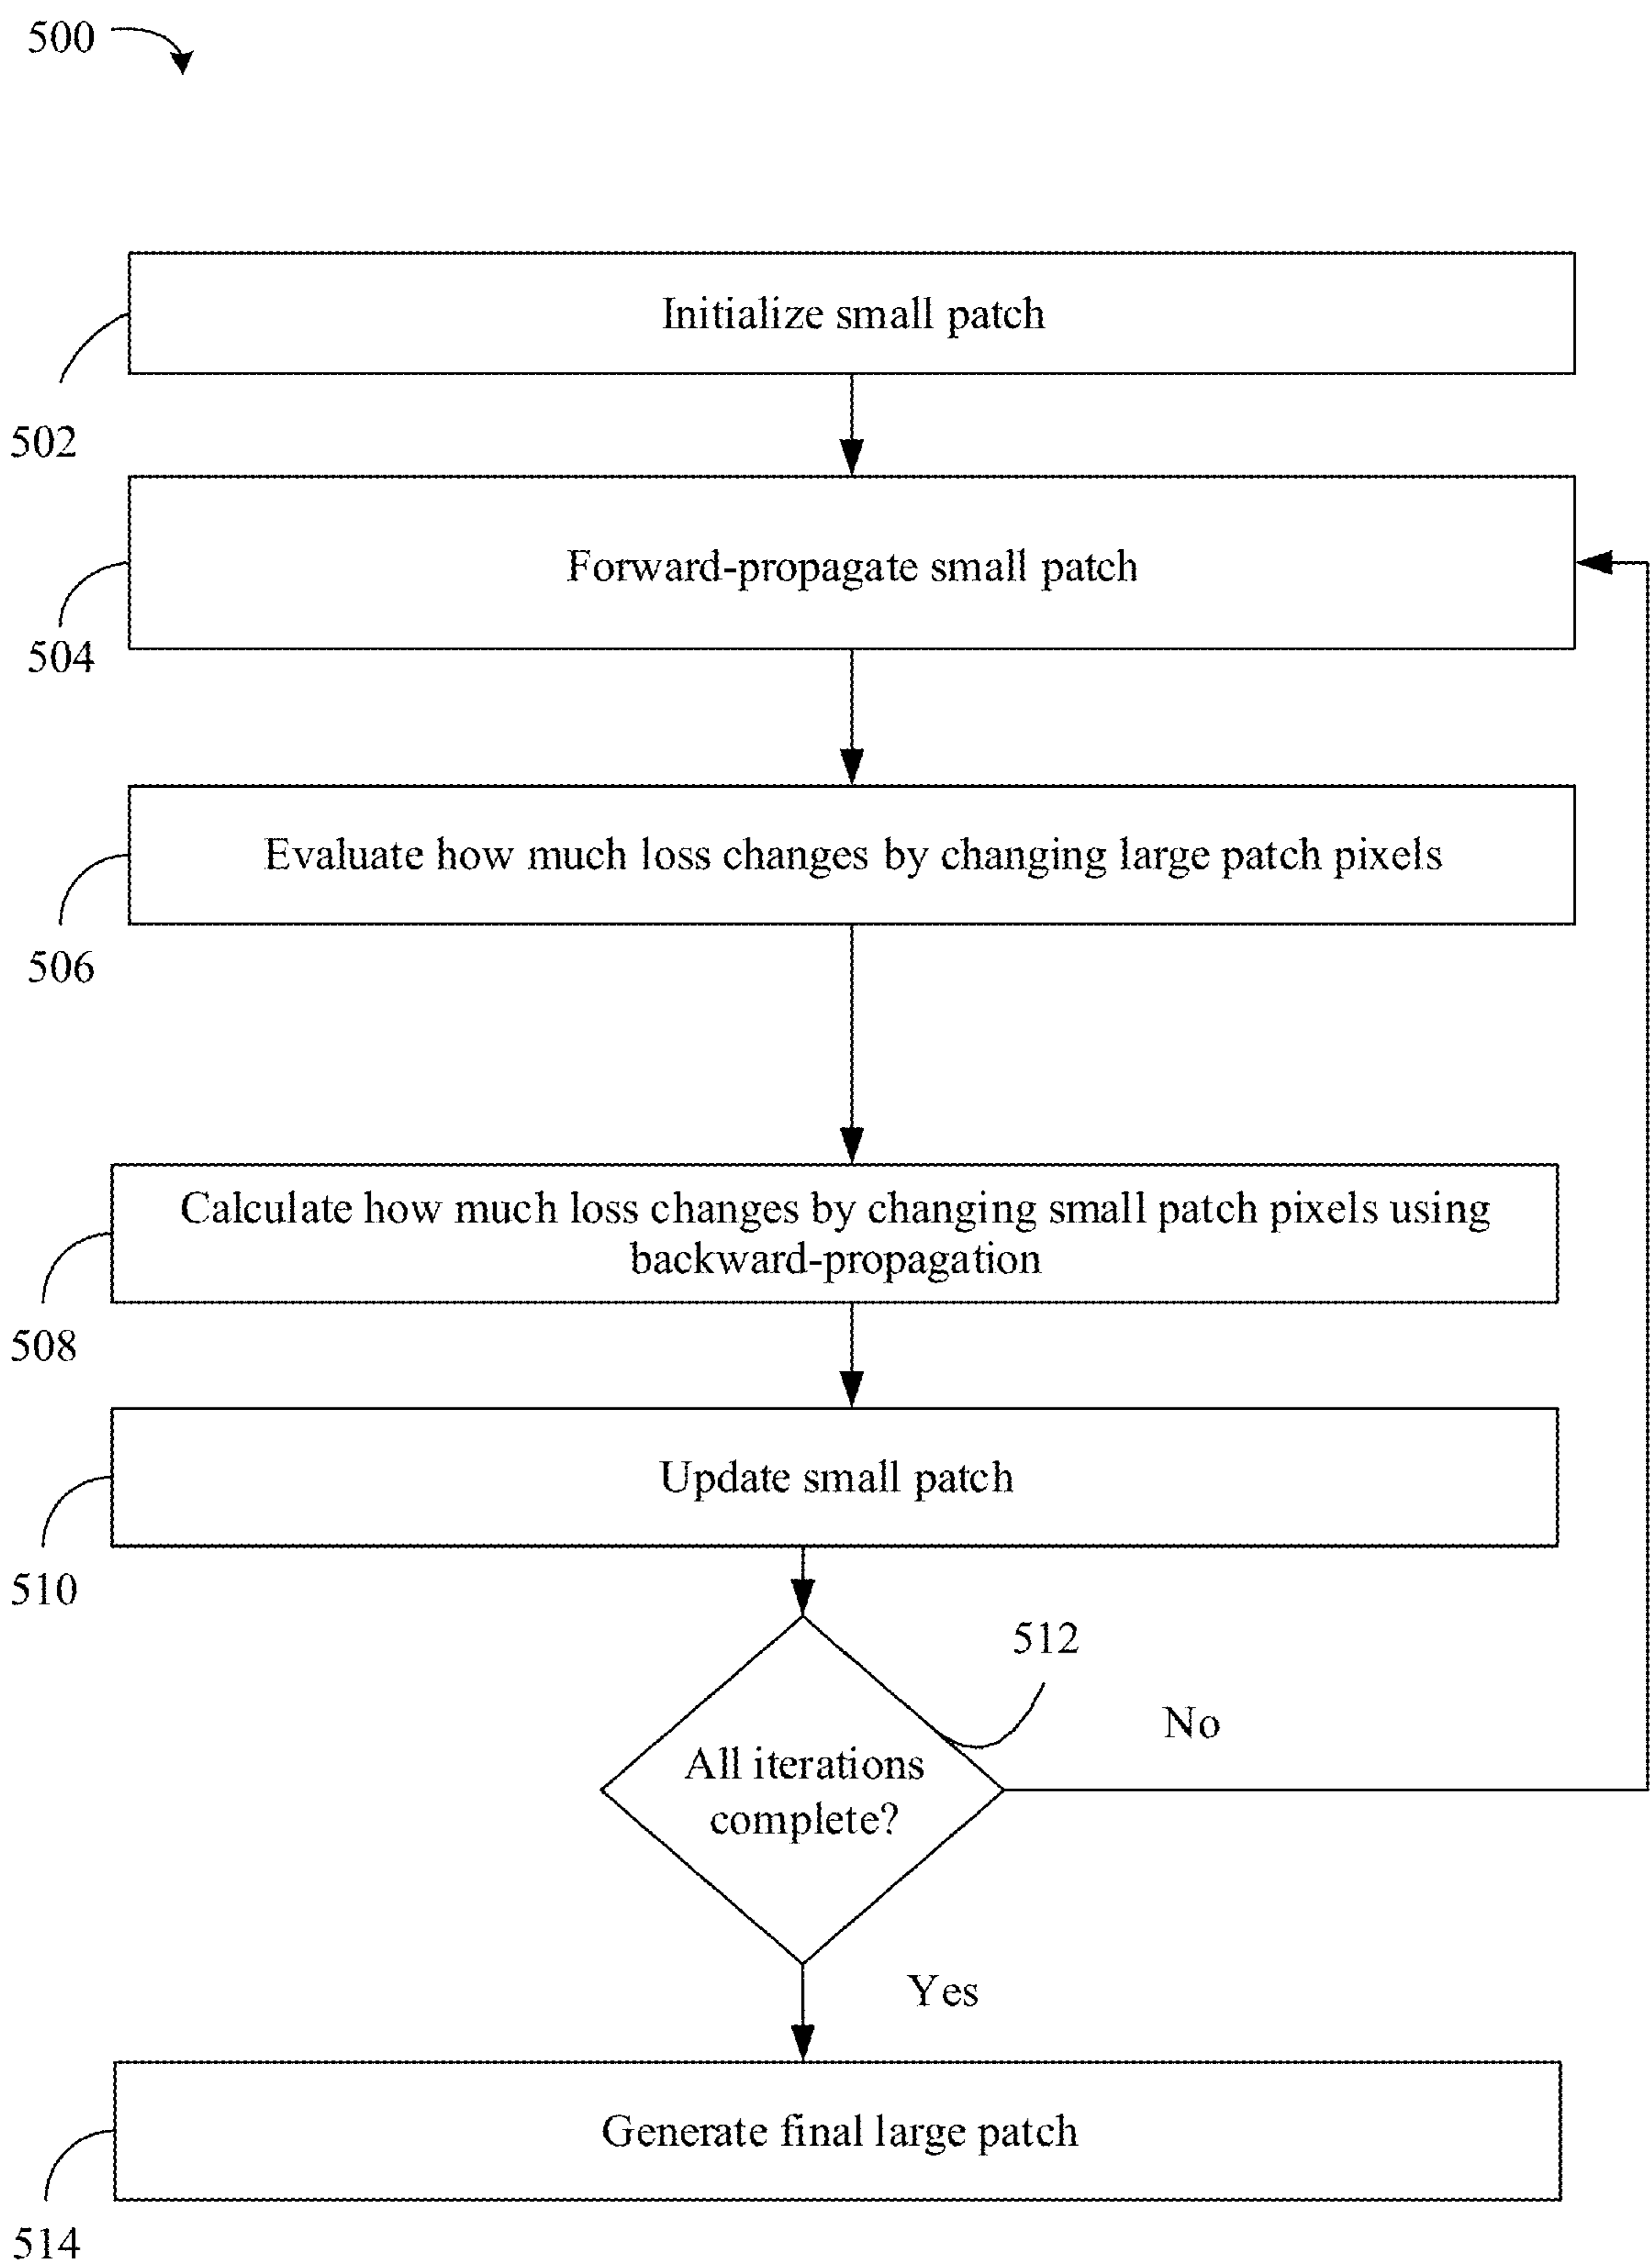 500
Initialize small patch
502
Forward-propagate small patch
504
Evaluate how much loss changes by changing large patch pixels
506
Calculate how much loss changes by changing small patch pixels using
backward-propagation
508
Update small patch
510
512
No
All iterations
complete?
Yes
Generate final large patch
514